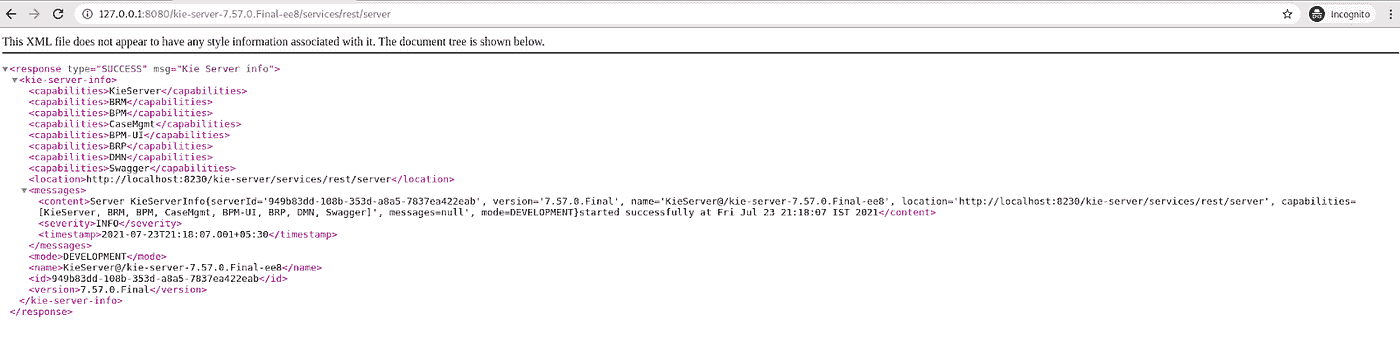 127.0.0.1:8080/kie-server-7.57.0.Final-ee8/services/rest/server
Incognito
This XML file does not appear to have any style information associated with it. The document tree is shown below.
<response type="SUCCESS" msg="Kie Server info">
<kie-server-info>
<capabilities>KieServer</capabilities>
<capabilities>BRM</capabilities>
<capabilities>BPM</capabilities>
<capabilities>CaseMgmt</capabilities>
<capabilities>BPM-UI</capabilities>
<capabilities>BRP</capabilities>
<capabilities>DMN</capabilities>
<capabilities>Swagger</capabilities>
<location>http://localhost:8230/kie-server/services/rest/server</location>
<messages>
<content>Server KieServerInfo{serverId='949b83dd-108b-353d-a8a5-7837ea422eab', version='7.57.0.Final', name='KieServer@/kie-server-7.57.0.Final-ee8', location='http://localhost:8230/kie-server/services/rest/server', capabilities=
[KieServer, BRM, BPM, CaseMgmt, BPM-UI, BRP, DMN, Swagger]', messages=null', mode=DEVELOPMENT}started successfully at Fri Jul 23 21:18:07 IST 2021</content>
<severity>INFO</severity>
<timestamp>2021-07-23T21:18:07.001+05:30</timestamp>
</messages>
<mode>DEVELOPMENT</mode>
<name>KieServer@/kie-server-7.57.0.Final-ee8</name>
<id>949b83dd-108b-353d-a8a5-7837ea422eab</id>
<version>7.57.0.Final</version>
</kie-server-info>
</response>